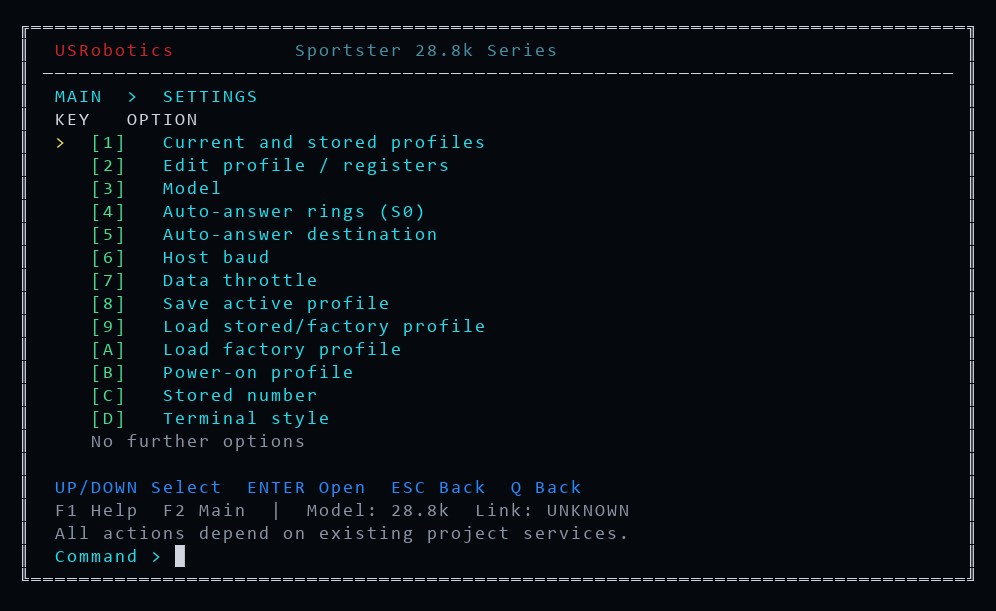 USRobotics Sportster 28.8k Series
MAIN > SETTINGS
KEY OPTION
> [1] Current and stored profiles
[2] Edit profile / registers
[3] Model
[4] Auto-answer rings (S0)
[5] Auto-answer destination
[6] Host baud
[7] Data throttle
[8] Save active profile
[9] Load stored/factory profile
[A] Load factory profile
[B] Power-on profile
[C] Stored number
[D] Terminal style
No further options
UP/DOWN Select ENTER Open ESC Back Q Back
F1 Help F2 Main | Model: 28.8k Link: UNKNOWN
All actions depend on existing project services.
Command >